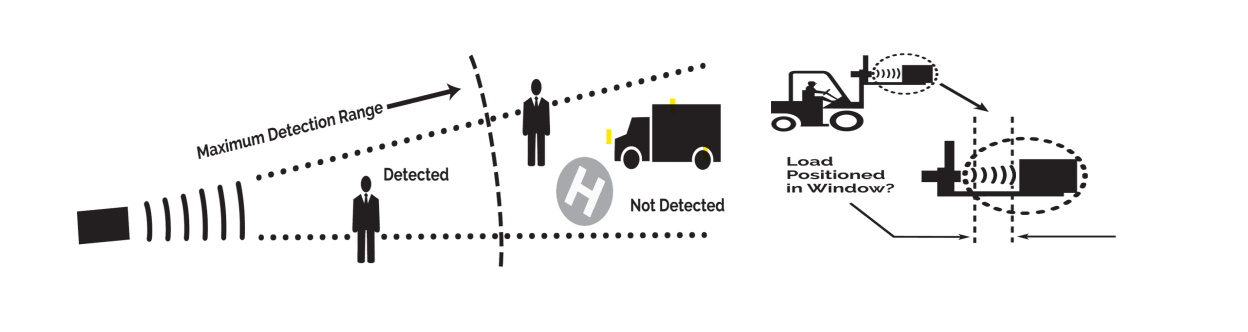 Maximum Detection Range
Detected
H
Not Detected
Load
Positioned
in Window?